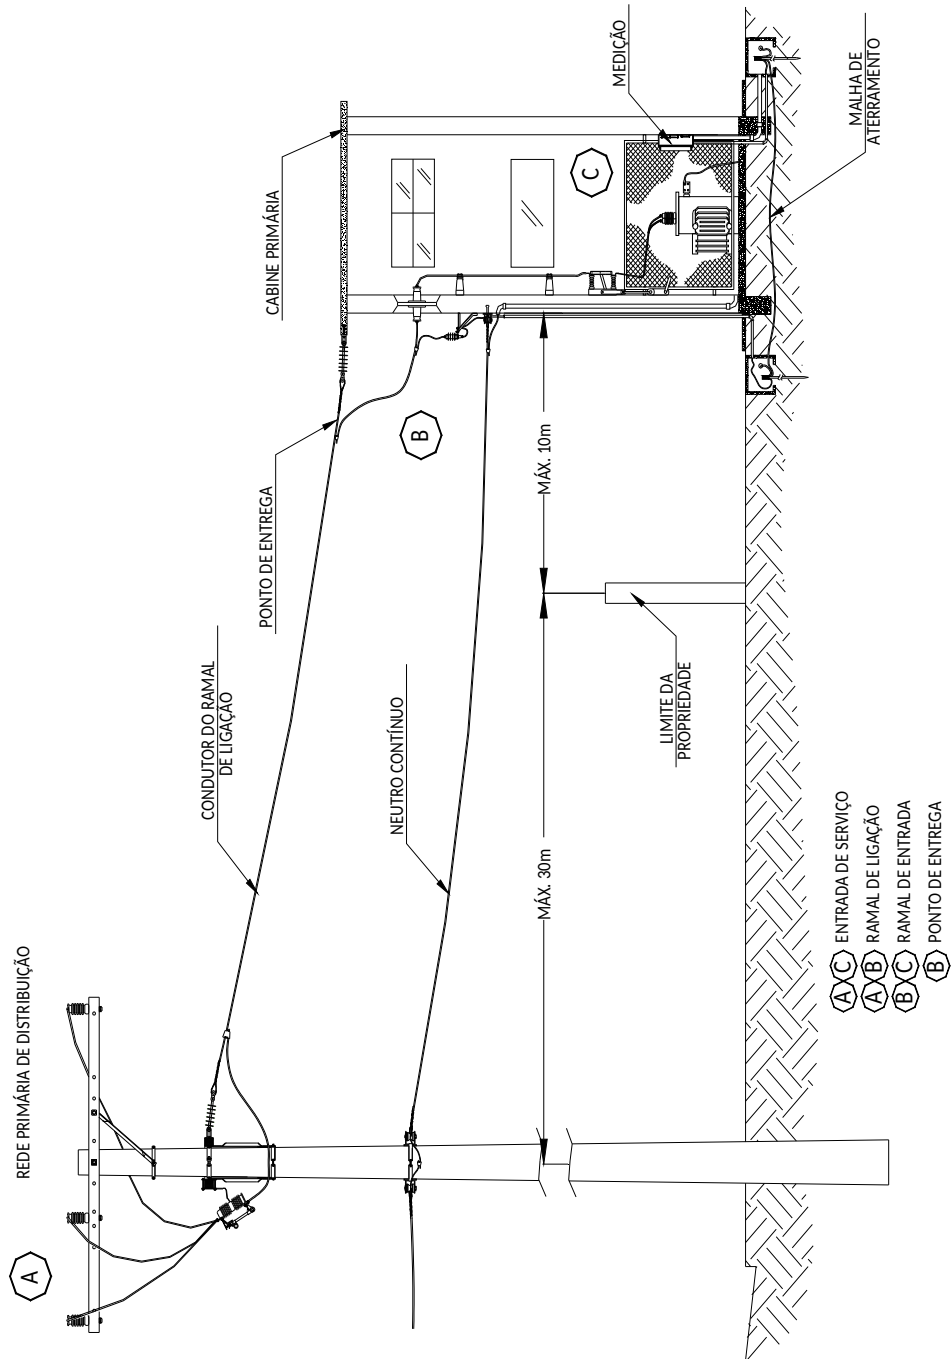 REDE PRIMÁRIA DE DISTRIBUIÇÃO
A
CONDUTOR DO RAMAL
DE LIGAÇÃO
PONTO DE ENTREGA
CABINE PRIMÁRIA
NEUTRO CONTÍNUO
B
C
MEDIÇÃO
MÁX. 30m
MÁX. 10m
LIMITE DA
PROPRIEDADE
MALHA DE
ATERRAMENTO
A C ENTRADA DE SERVIÇO
A B RAMAL DE LIGAÇÃO
B C RAMAL DE ENTRADA
B PONTO DE ENTREGA